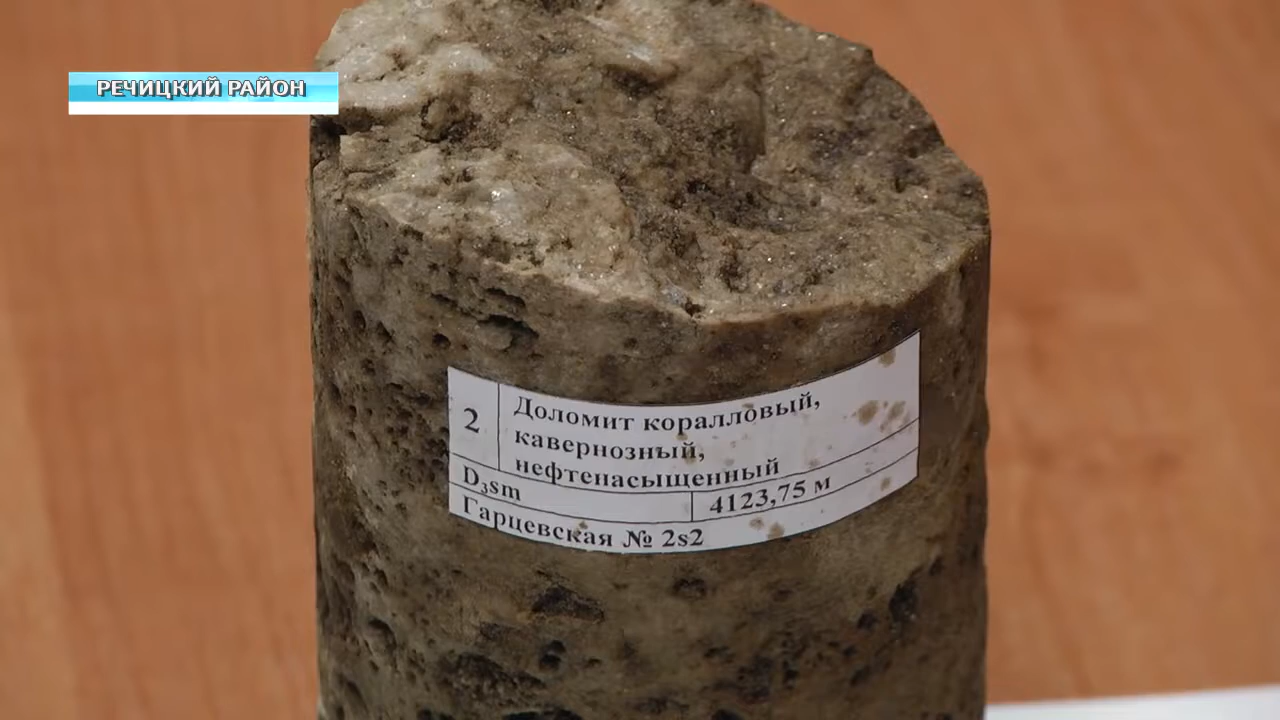 РЕЧИЦКИЙ РАЙОН
2
Доломит коралловый,
кавернозный,
нефтенасыщенный
D₃sm
4123,75 м
Гарцевская № 2s2